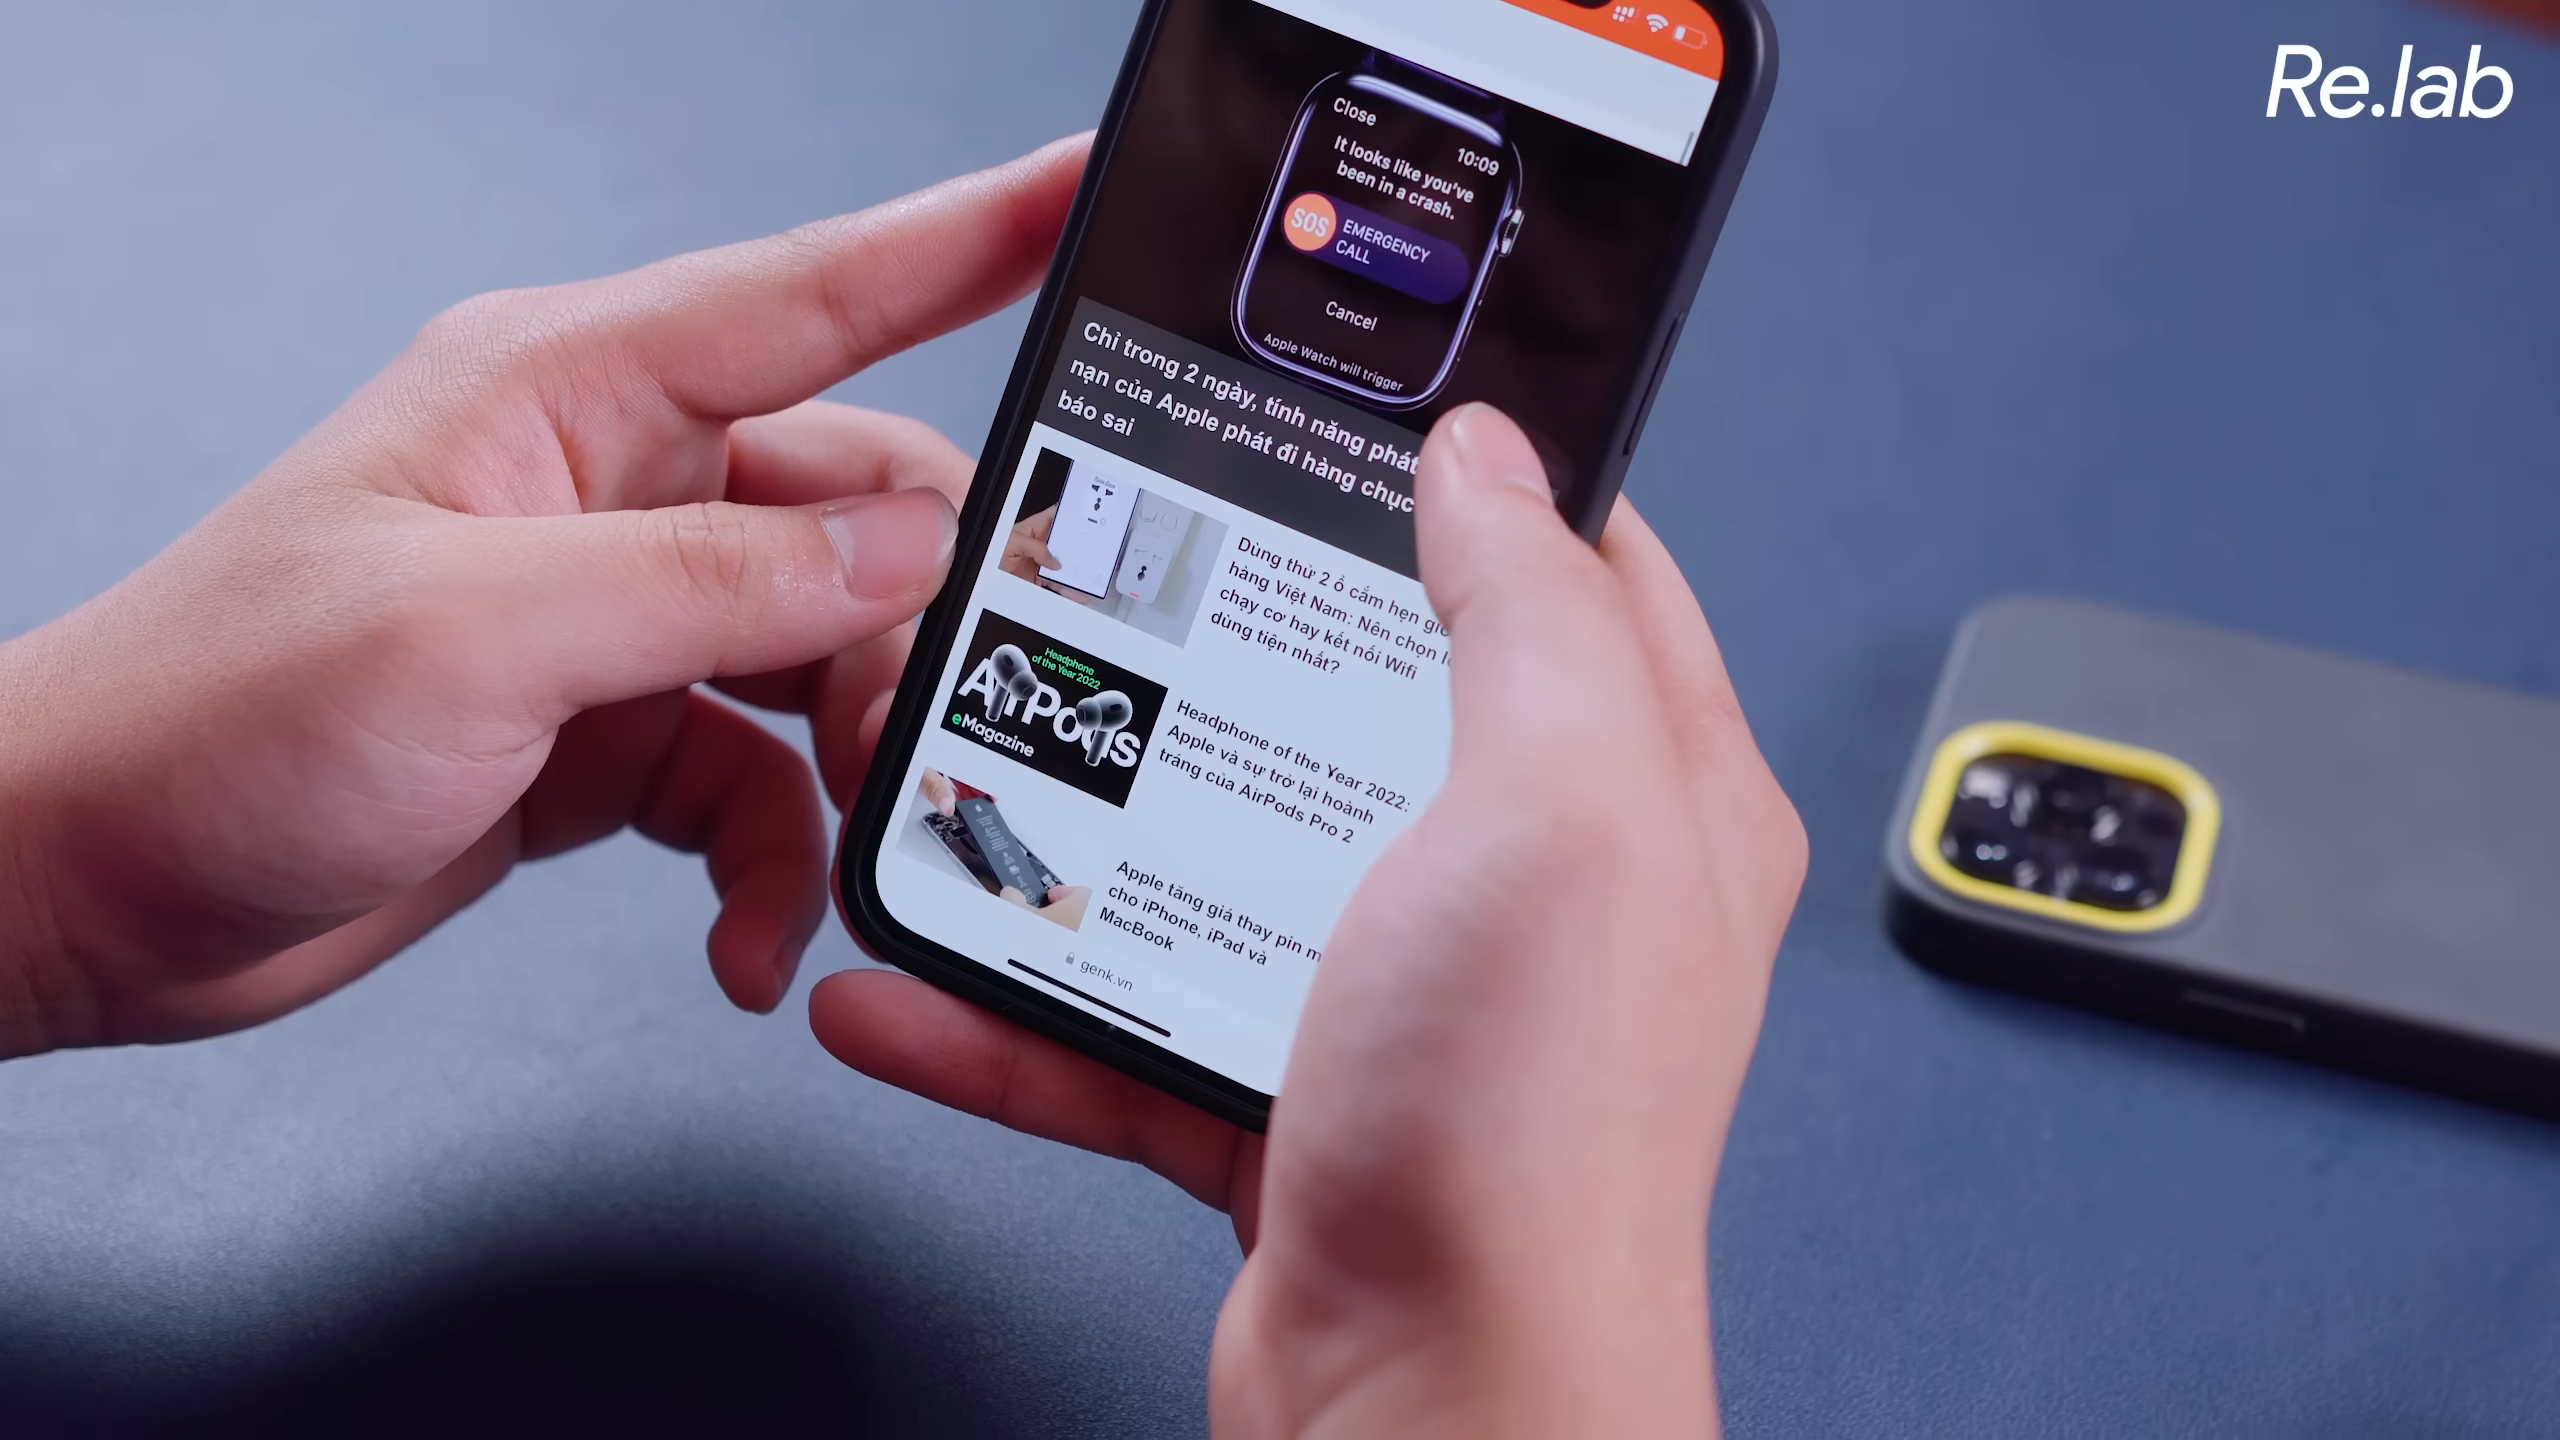 Re.lab
Close
10:09
It looks like you've
been in a crash.
SOS
EMERGENCY
CALL
Cancel
Apple Watch will trigger
Chỉ trong 2 ngày, tính năng phát
nạn của Apple phát đi hàng chục
báo sai
Dùng thử 2 ổ cắm hẹn giờ
hàng Việt Nam: Nên chọn
chạy cơ hay kết nối Wifi
dùng tiện nhất?
Headphone
of the Year 2022
AirPods
eMagazine
Headphone of the Year 2022:
Apple và sự trở lại hoành
tráng của AirPods Pro 2
Apple tăng giá thay pin
cho iPhone, iPad và
MacBook
genk.vn